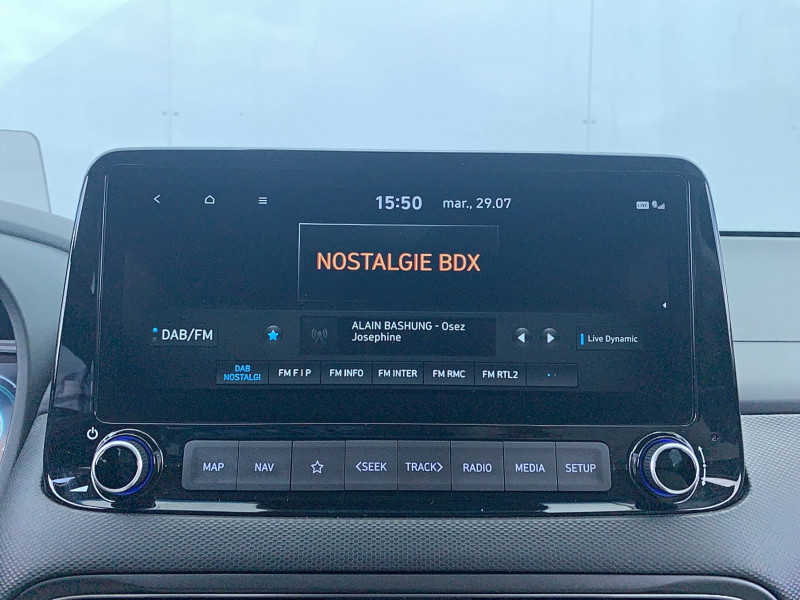 15:50 mar., 29.07
LIVE
NOSTALGIE BDX
DAB/FM
ALAIN BASHUNG - Osez
Josephine
Live Dynamic
DAB
NOSTALGI
FM F I P
FM INFO
FM INTER
FM RMC
FM RTL2
MAP
NAV
<SEEK
TRACK>
RADIO
MEDIA
SETUP